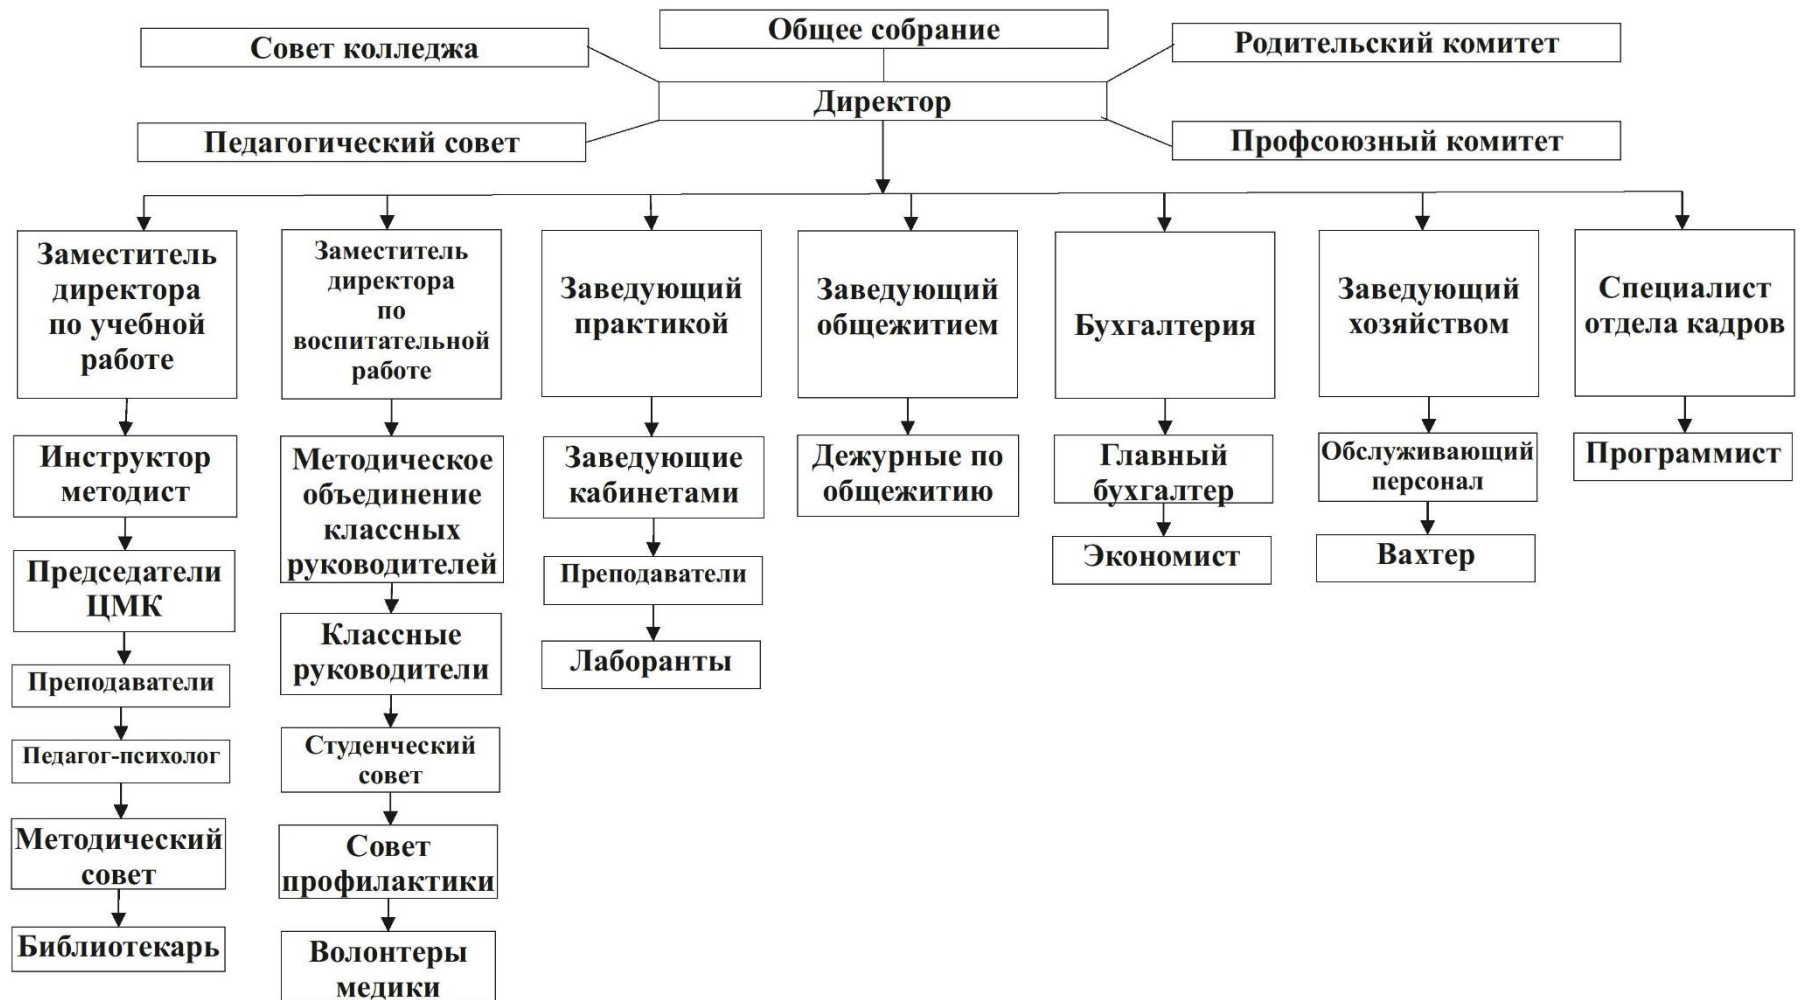 Общее собрание
Совет колледжа
Родительский комитет
Директор
Педагогический совет
Профсоюзный комитет
Заместитель
директора
по учебной
работе
Инструктор
методист
Председатели
ЦМК
Преподаватели
Педагог-психолог
Методический
совет
Библиотекарь
Заместитель
директора
по
воспитательной
работе
Методическое
объединение
классных
руководителей
Классные
руководители
Студенческий
совет
Совет
профилактики
Волонтеры
медики
Заведующий
практикой
Заведующие
кабинетами
Преподаватели
Лаборанты
Заведующий
общежитием
Дежурные по
общежитию
Бухгалтерия
Главный
бухгалтер
Экономист
Заведующий
хозяйством
Обслуживающий
персонал
Вахтер
Специалист
отдела кадров
Программист